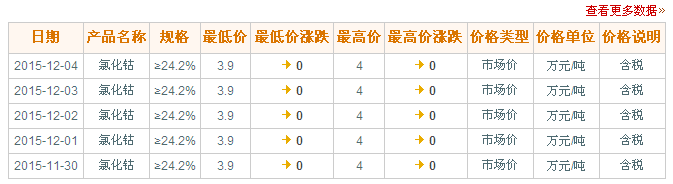 查看更多数据»
日期 产品名称 规格 最低价 最低价涨跌 最高价 最高价涨跌 价格类型 价格单位 价格说明
2015-12-04 氯化钴 ≥24.2% 3.9 → 0 4 → 0 市场价 万元/吨 含税
2015-12-03 氯化钴 ≥24.2% 3.9 → 0 4 → 0 市场价 万元/吨 含税
2015-12-02 氯化钴 ≥24.2% 3.9 → 0 4 → 0 市场价 万元/吨 含税
2015-12-01 氯化钴 ≥24.2% 3.9 → 0 4 → 0 市场价 万元/吨 含税
2015-11-30 氯化钴 ≥24.2% 3.9 → 0 4 → 0 市场价 万元/吨 含税